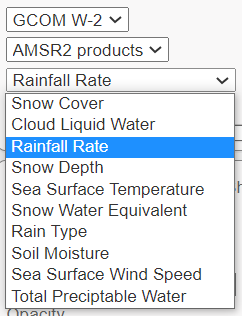 GCOM W-2
AMSR2 products
Rainfall Rate
Snow Cover
Cloud Liquid Water
Rainfall Rate
Snow Depth
Sea Surface Temperature
Snow Water Equivalent
Rain Type
Soil Moisture
Sea Surface Wind Speed
Total Preciptable Water
Opacity